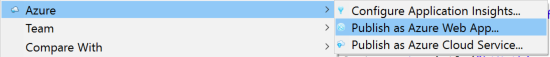 Azure
Team
Compare With
Configure Application Insights...
Publish as Azure Web App...
Publish as Azure Cloud Service...